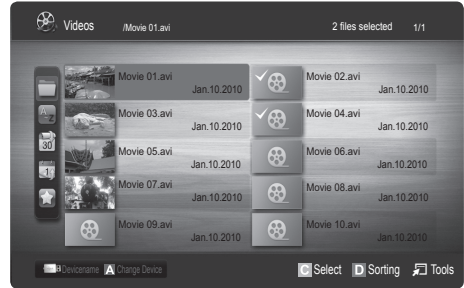 Videos /Movie 01.avi 2 files selected 1/1
Movie 01.avi Movie 02.avi
Jan.10.2010 Jan.10.2010
Movie 03.avi Movie 04.avi
Jan.10.2010 Jan.10.2010
Movie 05.avi Movie 06.avi
Jan.10.2010 Jan.10.2010
Movie 07.avi Movie 08.avi
Jan.10.2010 Jan.10.2010
Movie 09.avi Movie 10.avi
Jan.10.2010 Jan.10.2010
A Z
30
1
a Devicename A Change Device C Select D Sorting Tools